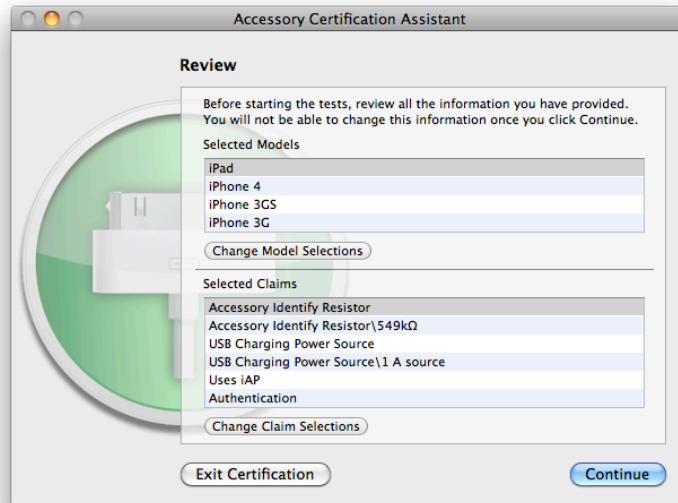 Accessory Certification Assistant
Review
Before starting the tests, review all the information you have provided.
You will not be able to change this information once you click Continue.
Selected Models
iPad
iPhone 4
iPhone 3GS
iPhone 3G
Change Model Selections
Selected Claims
Accessory Identify Resistor
Accessory Identify Resistor\549kΩ
USB Charging Power Source
USB Charging Power Source\1 A source
Uses iAP
Authentication
Change Claim Selections
Exit Certification
Continue